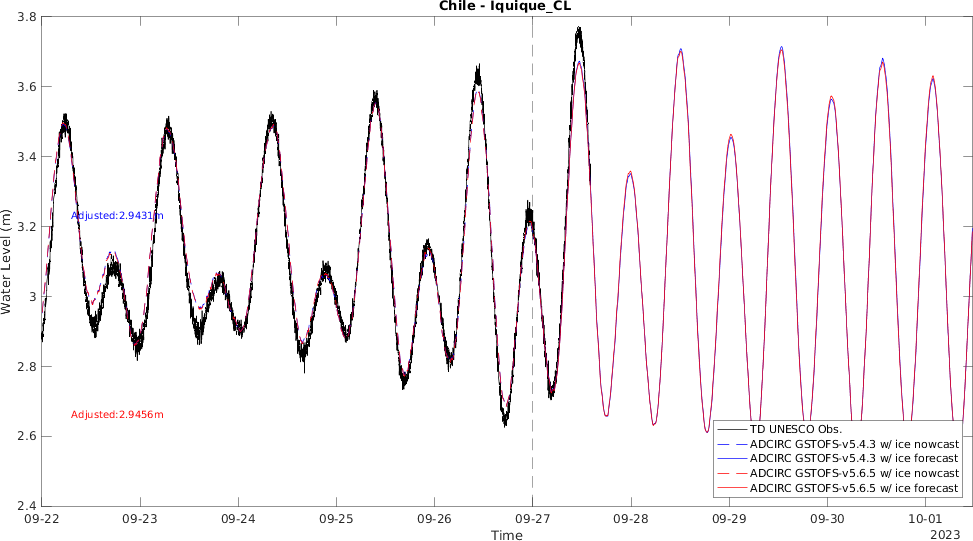 Chile - Iquique_CL
3.8
3.6
3.4
3.2
3
2.8
2.6
2.4
Water Level (m)
Adjusted:2.9431m
Adjusted:2.9456m
TD UNESCO Obs.
ADCIRC GSTOFS-v5.4.3 w/ ice nowcast
ADCIRC GSTOFS-v5.4.3 w/ ice forecast
ADCIRC GSTOFS-v5.6.5 w/ ice nowcast
ADCIRC GSTOFS-v5.6.5 w/ ice forecast
09-22 09-23 09-24 09-25 09-26 09-27 09-28 09-29 09-30 10-01
Time
2023